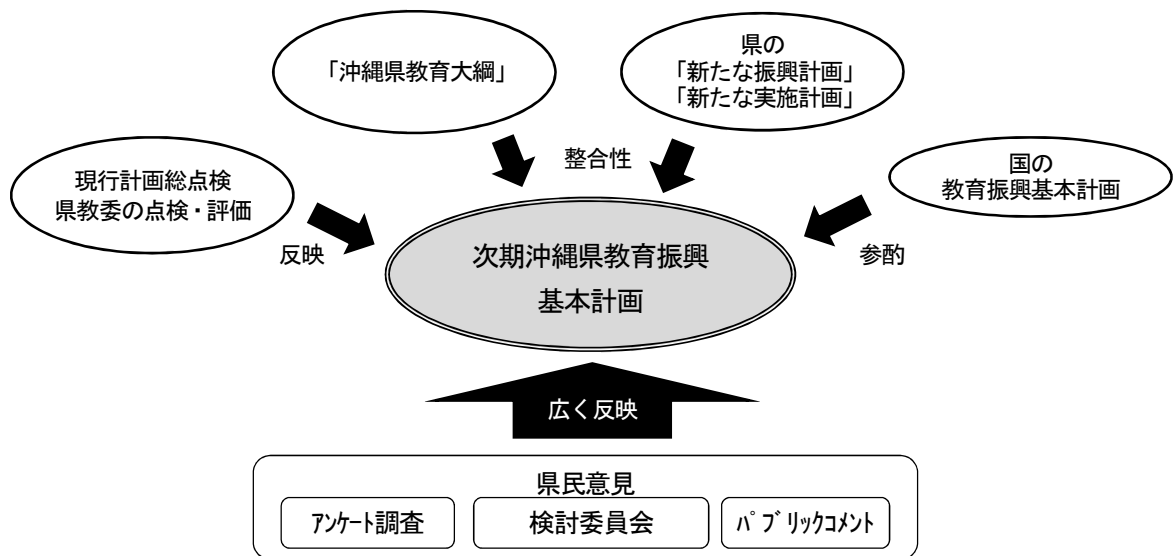 「沖縄県教育大綱」
県の
「新たな振興計画」
「新たな実施計画」
整合性
現行計画総点検
県教委の点検・評価
国の
教育振興基本計画
反映
参酌
次期沖縄県教育振興
基本計画
広く反映
県民意見
ｱﾝｹｰﾄ調査
検討委員会
ﾊﾟﾌﾞﾘｯｸｺﾒﾝﾄ